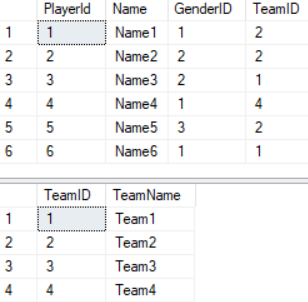 PlayerId Name GenderID TeamID
1 1 Name1 1 2
2 2 Name2 2 2
3 3 Name3 2 1
4 4 Name4 1 4
5 5 Name5 3 2
6 6 Name6 1 1
TeamID TeamName
1 1 Team1
2 2 Team2
3 3 Team3
4 4 Team4